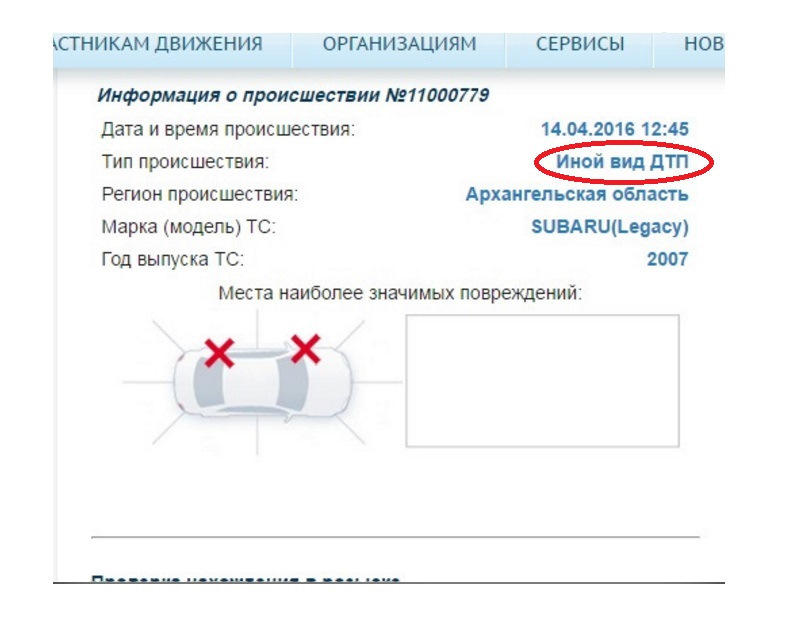 АСТНИКАМ ДВИЖЕНИЯ ОРГАНИЗАЦИЯМ СЕРВИСЫ НОВ
Информация о происшествии №11000779
Дата и время происшествия: 14.04.2016 12:45
Тип происшествия: Иной вид ДТП
Регион происшествия: Архангельская область
Марка (модель) ТС: SUBARU(Legacy)
Год выпуска ТС: 2007
Места наиболее значимых повреждений: